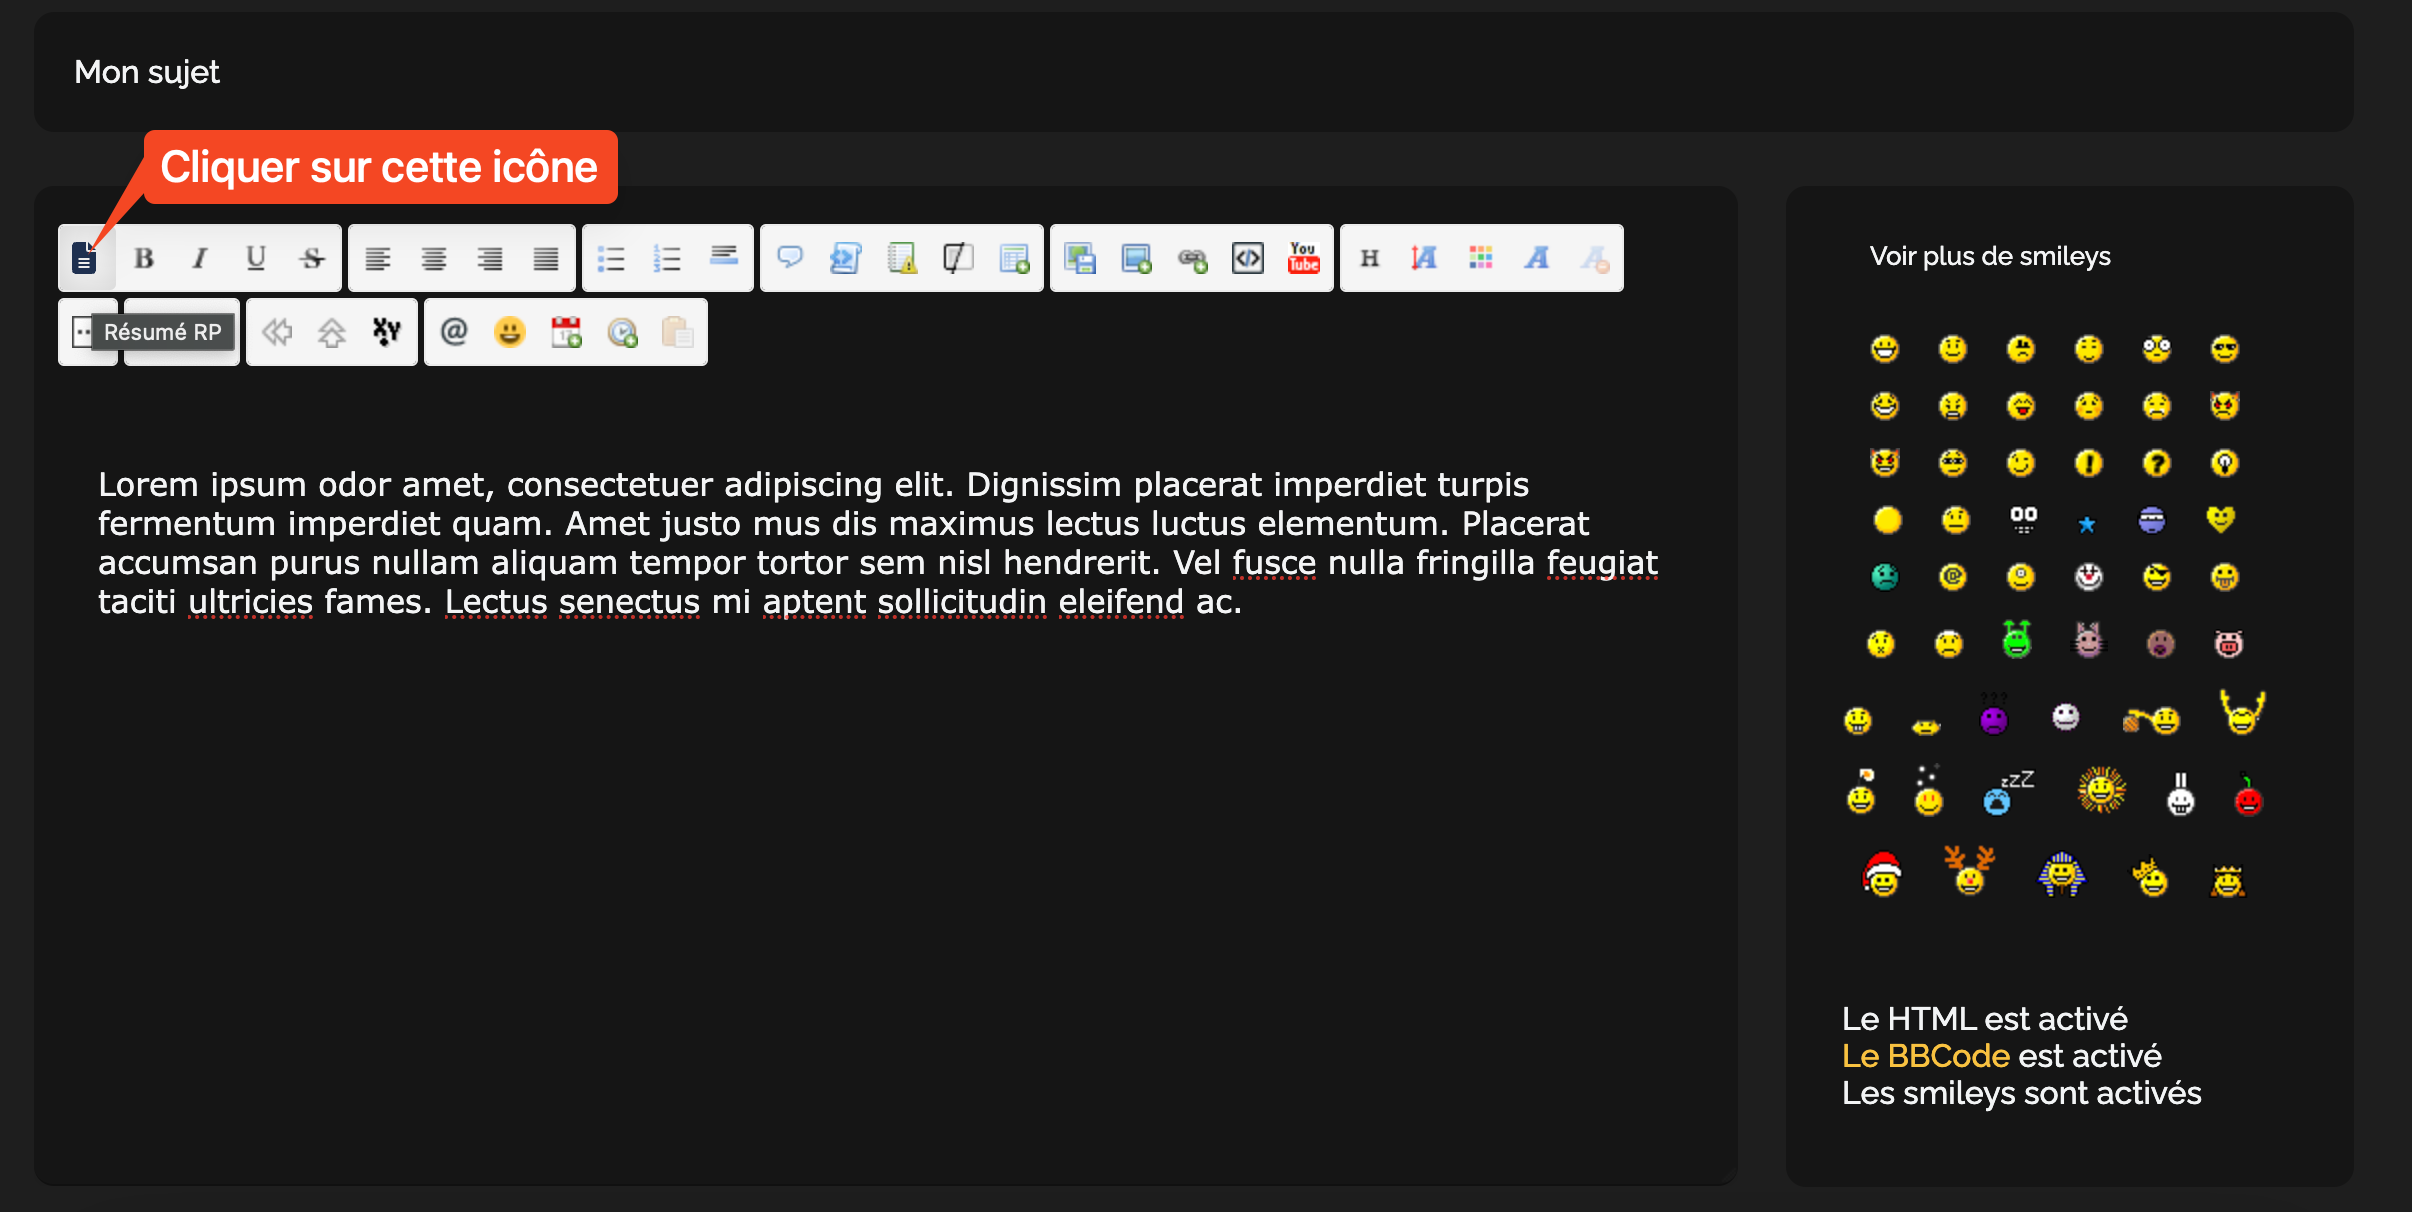 Mon sujet
Cliquer sur cette icône
B I U S
You
Tube
H A A A
Résumé RP
@
Lorem ipsum odor amet, consectetuer adipiscing elit. Dignissim placerat imperdiet turpis
fermentum imperdiet quam. Amet justo mus dis maximus lectus luctus elementum. Placerat
accumsan purus nullam aliquam tempor tortor sem nisl hendrerit. Vel fusce nulla fringilla feugiat
taciti ultricies fames. Lectus senectus mi aptent sollicitudin eleifend ac.
Voir plus de smileys
zZZ
Le HTML est activé
Le BBCode est activé
Les smileys sont activés